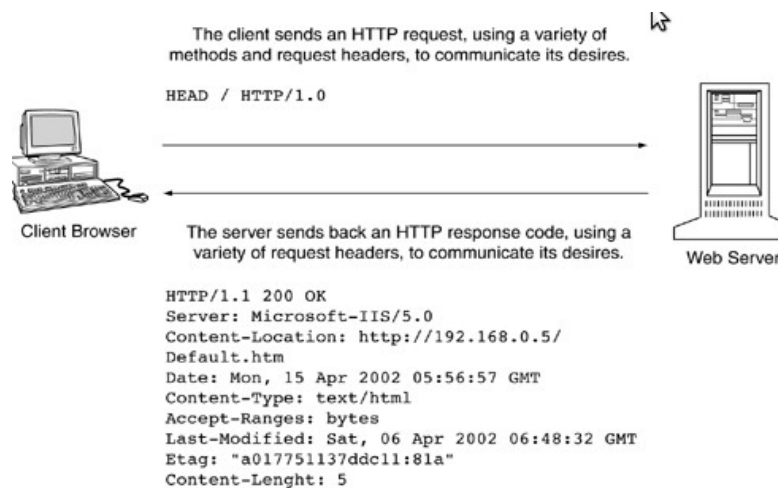 The client sends an HTTP request, using a variety of
methods and request headers, to communicate its desires.
HEAD / HTTP/1.0
Client Browser
Web Server
The server sends back an HTTP response code, using a
variety of request headers, to communicate its desires.
HTTP/1.1 200 OK
Server: Microsoft-IIS/5.0
Content-Location: http://192.168.0.5/
Default.htm
Date: Mon, 15 Apr 2002 05:56:57 GMT
Content-Type: text/html
Accept-Ranges: bytes
Last-Modified: Sat, 06 Apr 2002 06:48:32 GMT
Etag: "a017751137ddc11:81a"
Content-Lenght: 5